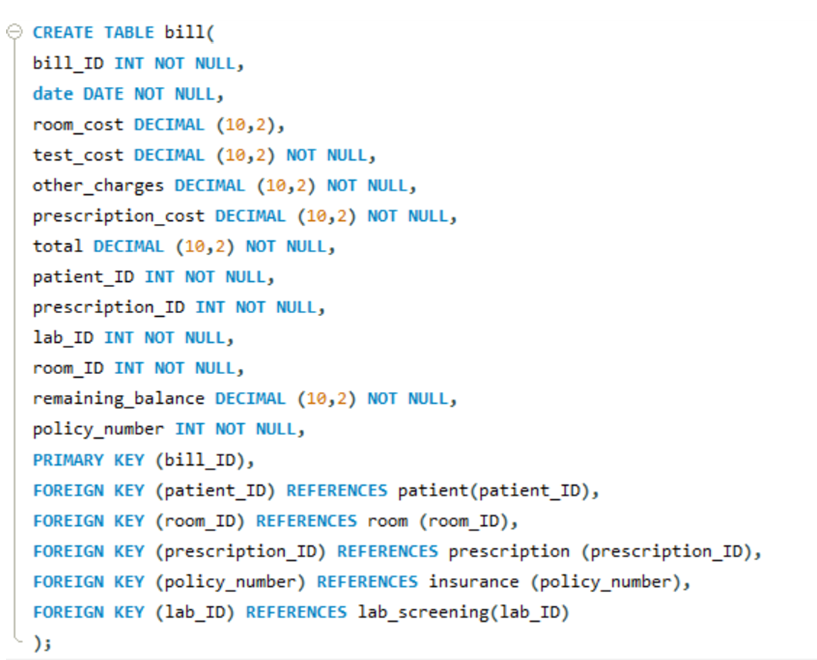 CREATE TABLE bill(
bill_ID INT NOT NULL,
date DATE NOT NULL,
room_cost DECIMAL (10,2),
test_cost DECIMAL (10,2) NOT NULL,
other_charges DECIMAL (10,2) NOT NULL,
prescription_cost DECIMAL (10,2) NOT NULL,
total DECIMAL (10,2) NOT NULL,
patient_ID INT NOT NULL,
prescription_ID INT NOT NULL,
lab_ID INT NOT NULL,
room_ID INT NOT NULL,
remaining_balance DECIMAL (10,2) NOT NULL,
policy_number INT NOT NULL,
PRIMARY KEY (bill_ID),
FOREIGN KEY (patient_ID) REFERENCES patient(patient_ID),
FOREIGN KEY (room_ID) REFERENCES room (room_ID),
FOREIGN KEY (prescription_ID) REFERENCES prescription (prescription_ID),
FOREIGN KEY (policy_number) REFERENCES insurance (policy_number),
FOREIGN KEY (lab_ID) REFERENCES lab_screening(lab_ID)
);